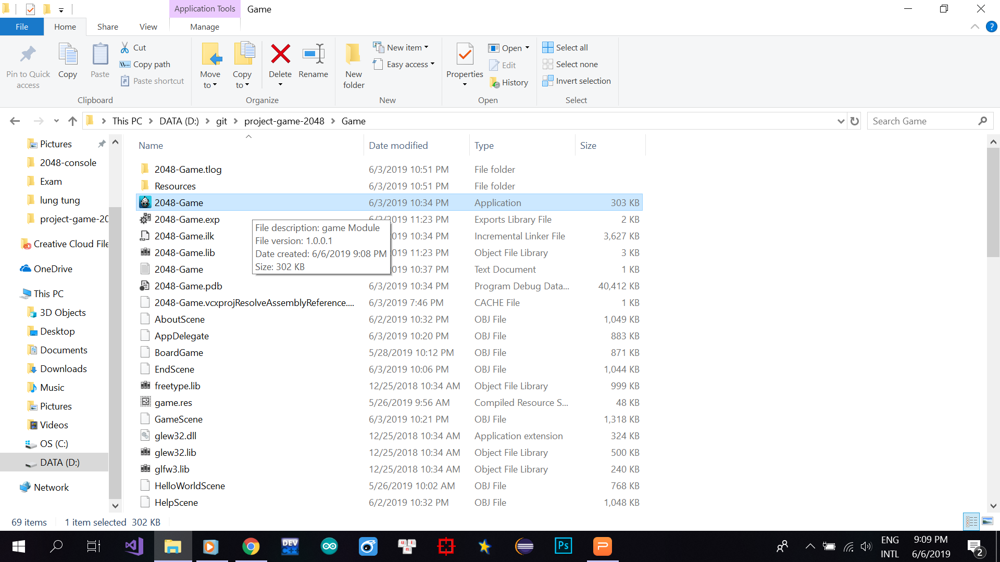 Application Tools
Game
File
Home
Share
View
Manage
Pin to Quick access
Copy
Paste
Cut
Copy path
Paste shortcut
Clipboard
Move to
Copy to
Delete
Rename
Organize
New folder
New item
Easy access
New
Properties
Open
Edit
History
Open
Select all
Select none
Invert selection
Select
This PC
DATA (D:)
git
project-game-2048
Game
Search Game
Pictures
2048-console
Exam
lung tung
project-game-20
Creative Cloud File
OneDrive
This PC
3D Objects
Desktop
Documents
Downloads
Music
Pictures
Videos
OS (C:)
DATA (D:)
Network
Name Date modified Type Size
2048-Game.tlog 6/3/2019 10:51 PM File folder
Resources 6/3/2019 10:51 PM File folder
2048-Game 6/3/2019 10:34 PM Application 303 KB
2048-Game.exp 11:23 PM Exports Library File 2 KB
2048-Game.ilk 019 10:34 PM Incremental Linker File 3,627 KB
2048-Game.lib 019 11:23 PM Object File Library 3 KB
2048-Game 019 10:37 PM Text Document 1 KB
2048-Game.pdb 6/3/2019 10:34 PM Program Debug Data... 40,412 KB
2048-Game.vcxprojResolveAssemblyReference.... 6/3/2019 7:46 PM CACHE File 1 KB
AboutScene 6/2/2019 10:32 PM OBJ File 1,049 KB
AppDelegate 6/3/2019 10:20 PM OBJ File 883 KB
BoardGame 5/28/2019 10:12 PM OBJ File 871 KB
EndScene 6/3/2019 10:06 PM OBJ File 1,044 KB
freetype.lib 12/25/2018 10:34 AM Object File Library 999 KB
game.res 5/26/2019 9:56 AM Compiled Resource S... 48 KB
GameScene 6/3/2019 10:21 PM OBJ File 1,318 KB
glew32.dll 12/25/2018 10:34 AM Application extension 324 KB
glew32.lib 12/25/2018 10:34 AM Object File Library 500 KB
glfw3.lib 12/25/2018 10:34 AM Object File Library 240 KB
HelloWorldScene 5/26/2019 10:02 AM OBJ File 768 KB
HelpScene 6/2/2019 10:32 PM OBJ File 1,048 KB
File description: game Module
File version: 1.0.0.1
Date created: 6/6/2019 9:08 PM
Size: 302 KB
69 items 1 item selected 302 KB
DEV C++
Ps
ENG
INTL
9:09 PM
6/6/2019
2